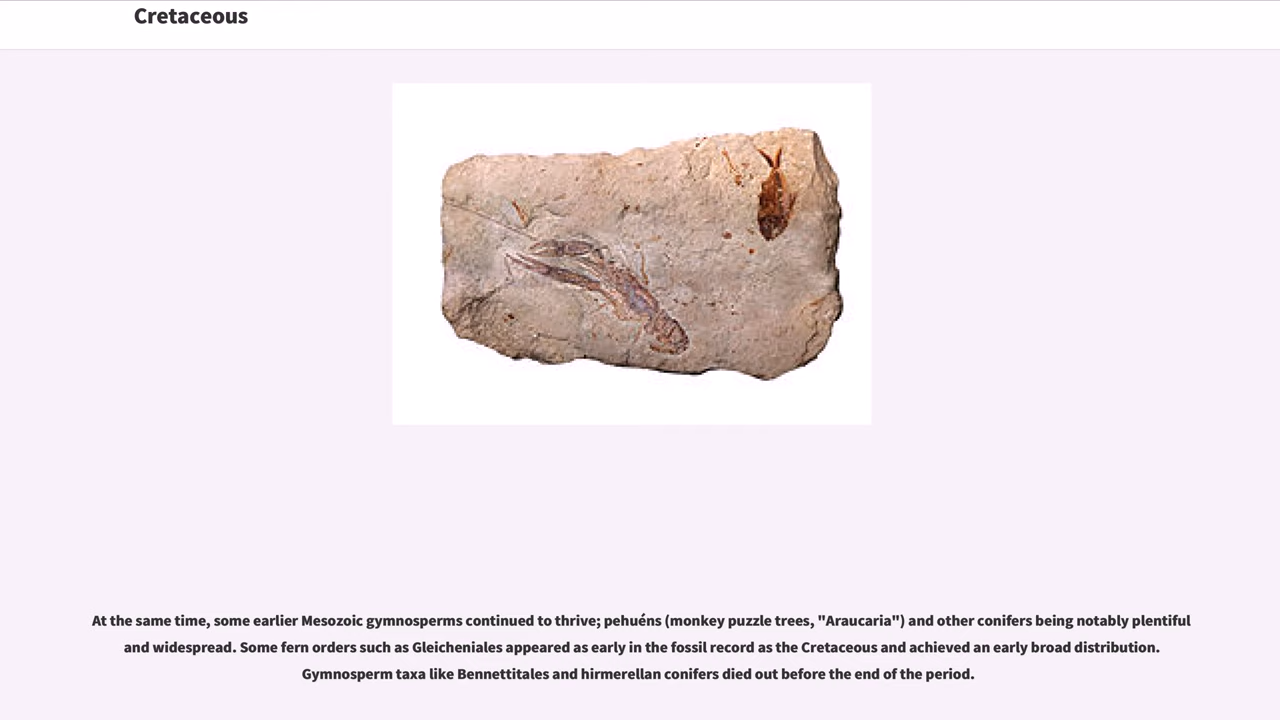 Cretaceous
At the same time, some earlier Mesozoic gymnosperms continued to thrive; pehuéns (monkey puzzle trees, "Araucaria") and other conifers being notably plentiful
and widespread. Some fern orders such as Gleicheniales appeared as early in the fossil record as the Cretaceous and achieved an early broad distribution.
Gymnosperm taxa like Bennettitales and hirmerellan conifers died out before the end of the period.